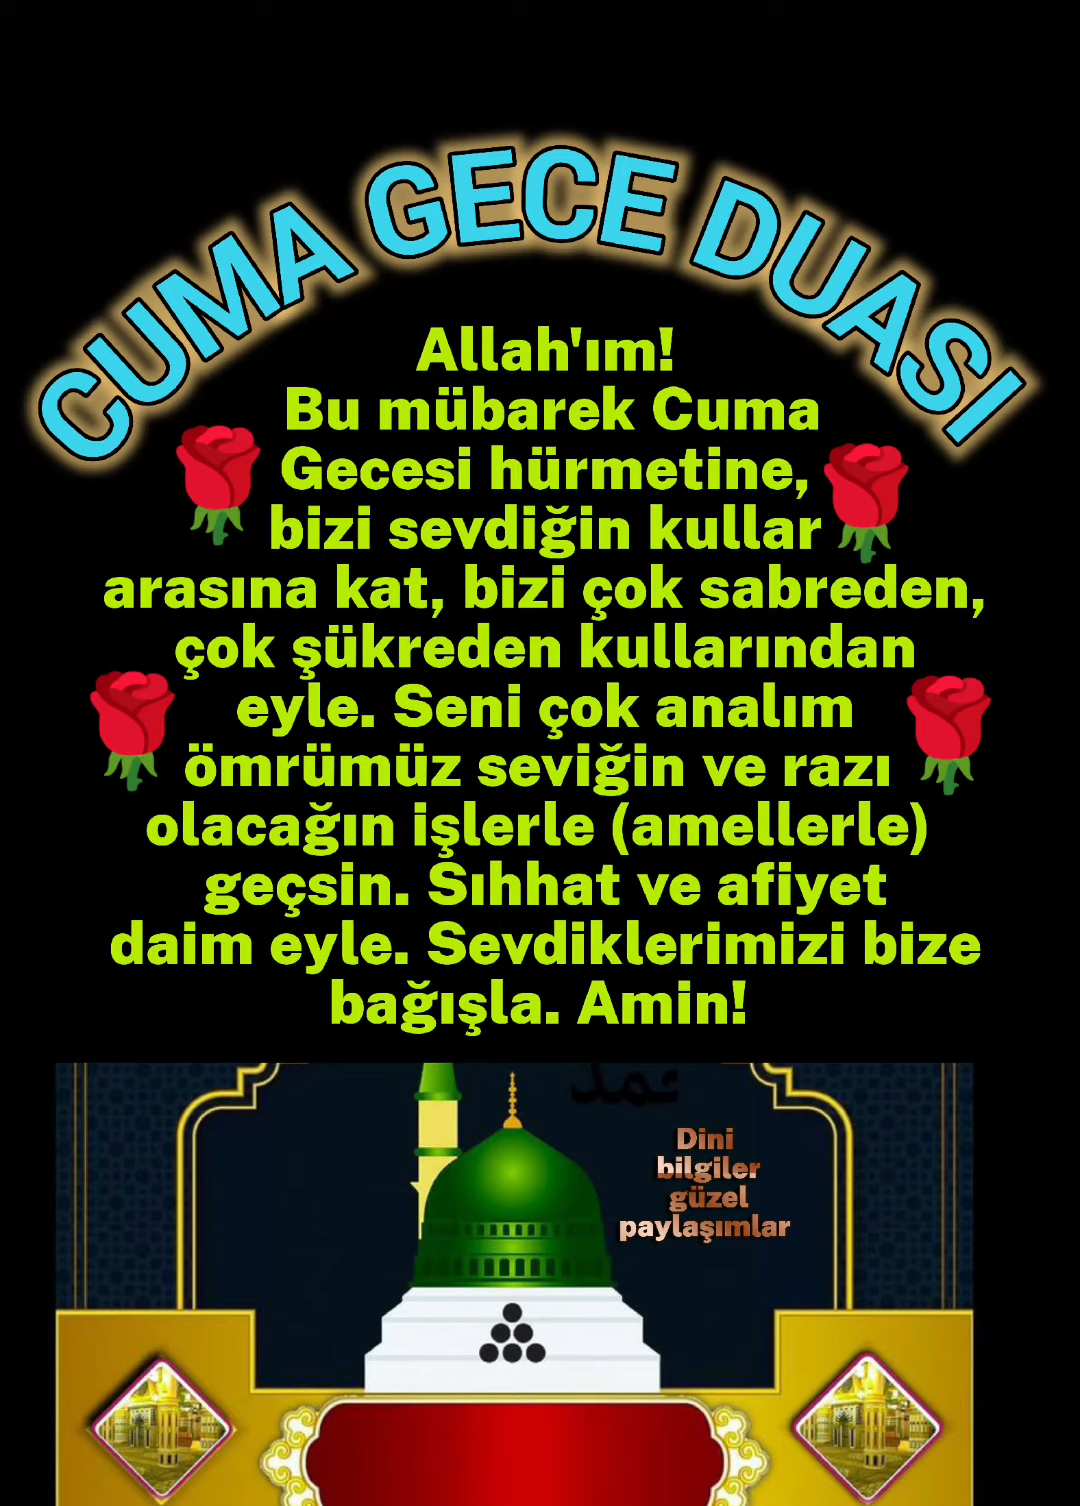 CUMA GECE DUASI
Allah'ım!
Bu mübarek Cuma
Gecesi hürmetine,
bizi sevdiğin kullar
arasına kat, bizi çok sabreden,
çok şükreden kullarından
eyle. Seni çok analım
ömrümüz seviğin ve razı
olacağın işlerle (amellerle)
geçsin. Sıhhat ve afiyet
daim eyle. Sevdiklerimizi bize
bağışla. Amin!
Dini
bilgiler
güzel
paylaşımlar